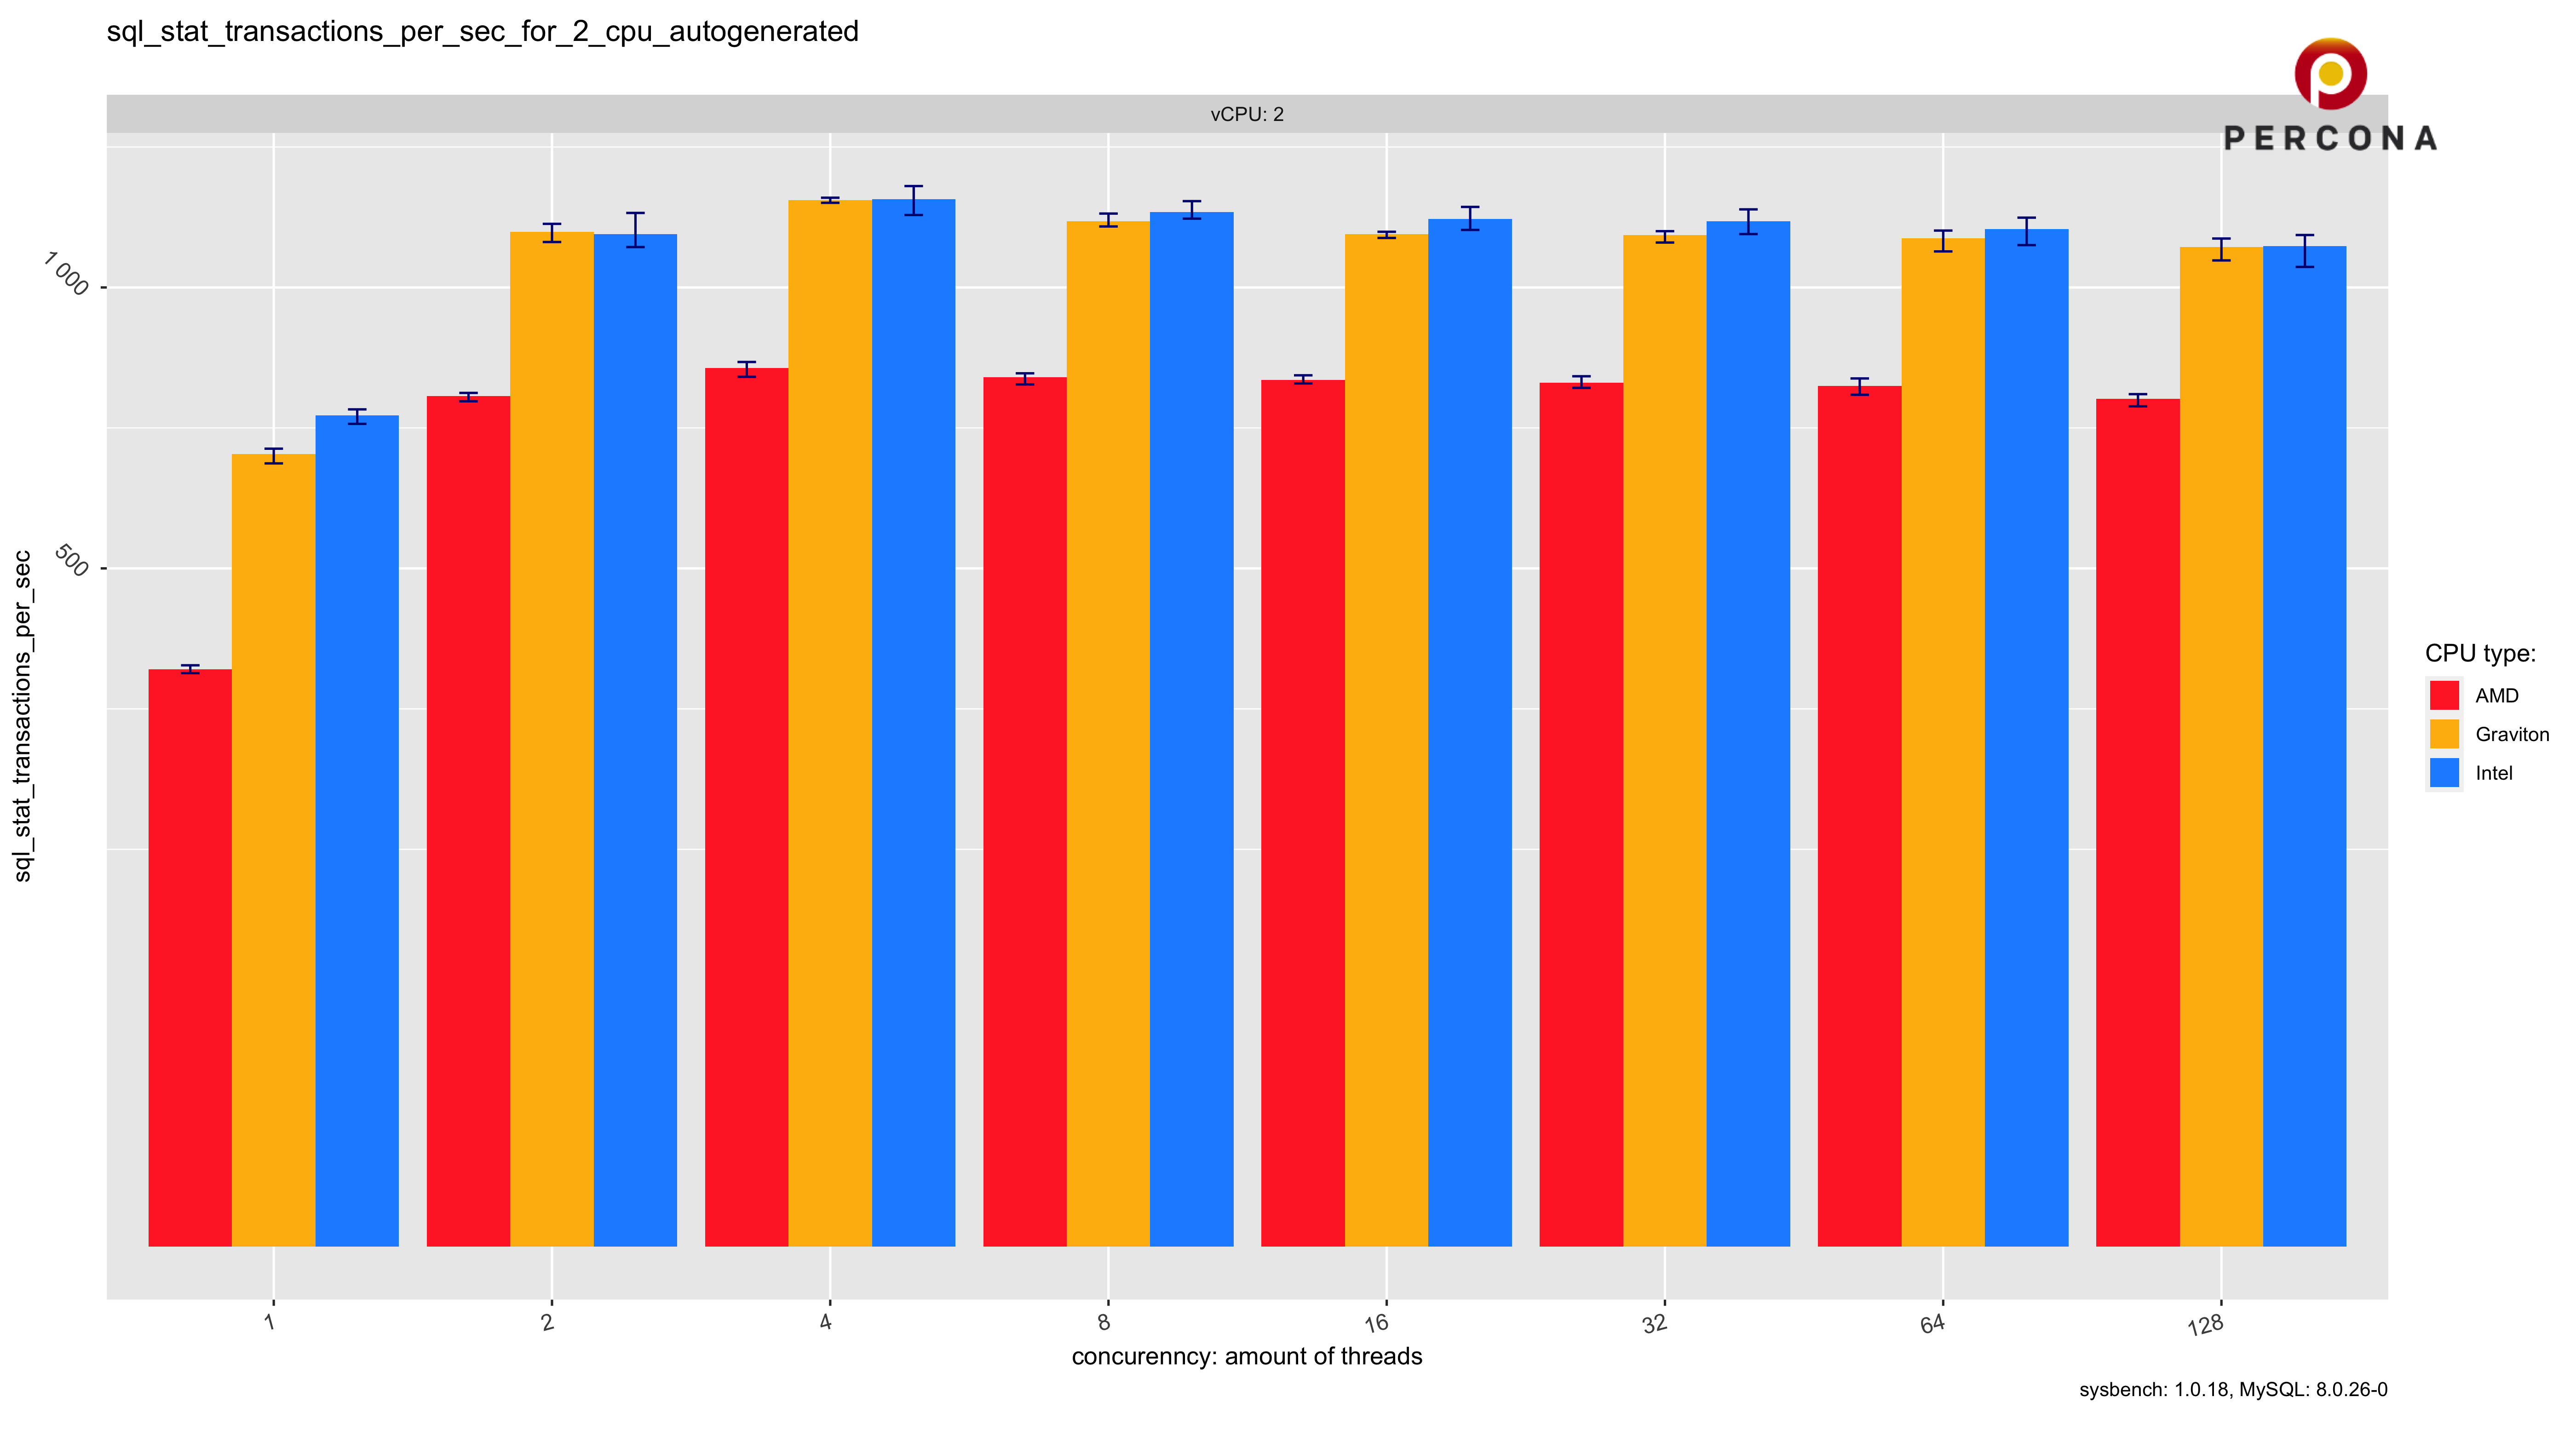 sql_stat_transactions_per_sec_for_2_cpu_autogenerated
PERCONA
vCPU: 2
sql_stat_transactions_per_sec
1 000
500
1
2
4
8
16
32
64
128
concurenncy: amount of threads
CPU type:
AMD
Graviton
Intel
sysbench: 1.0.18, MySQL: 8.0.26-0